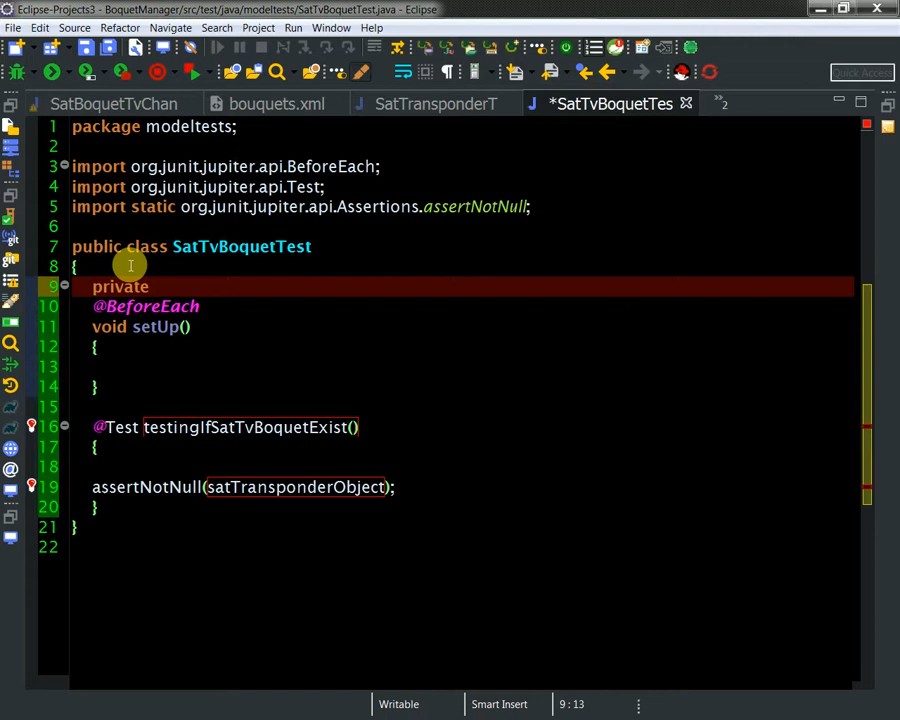 Eclipse-Projects3 - BoquetManager/src/test/java/modeltests/SatTvBoquetTest.java - Eclipse
File Edit Source Refactor Navigate Search Project Run Window Help
Quick Access
SatBoquetTvChan bouquets.xml SatTransponderT *SatTvBoquetTes »2
1 package modeltests;
2
3 import org.junit.jupiter.api.BeforeEach;
4 import org.junit.jupiter.api.Test;
5 import static org.junit.jupiter.api.Assertions.assertNotNull;
6
7 public class SatTvBoquetTest
8 {
9 private
10 @BeforeEach
11 void setUp()
12 {
13
14 }
15
16 @Test testingIfSatTvBoquetExist()
17 {
18
19 assertNotNull(satTransponderObject);
20 }
21 }
22
Writable Smart Insert 9 : 13